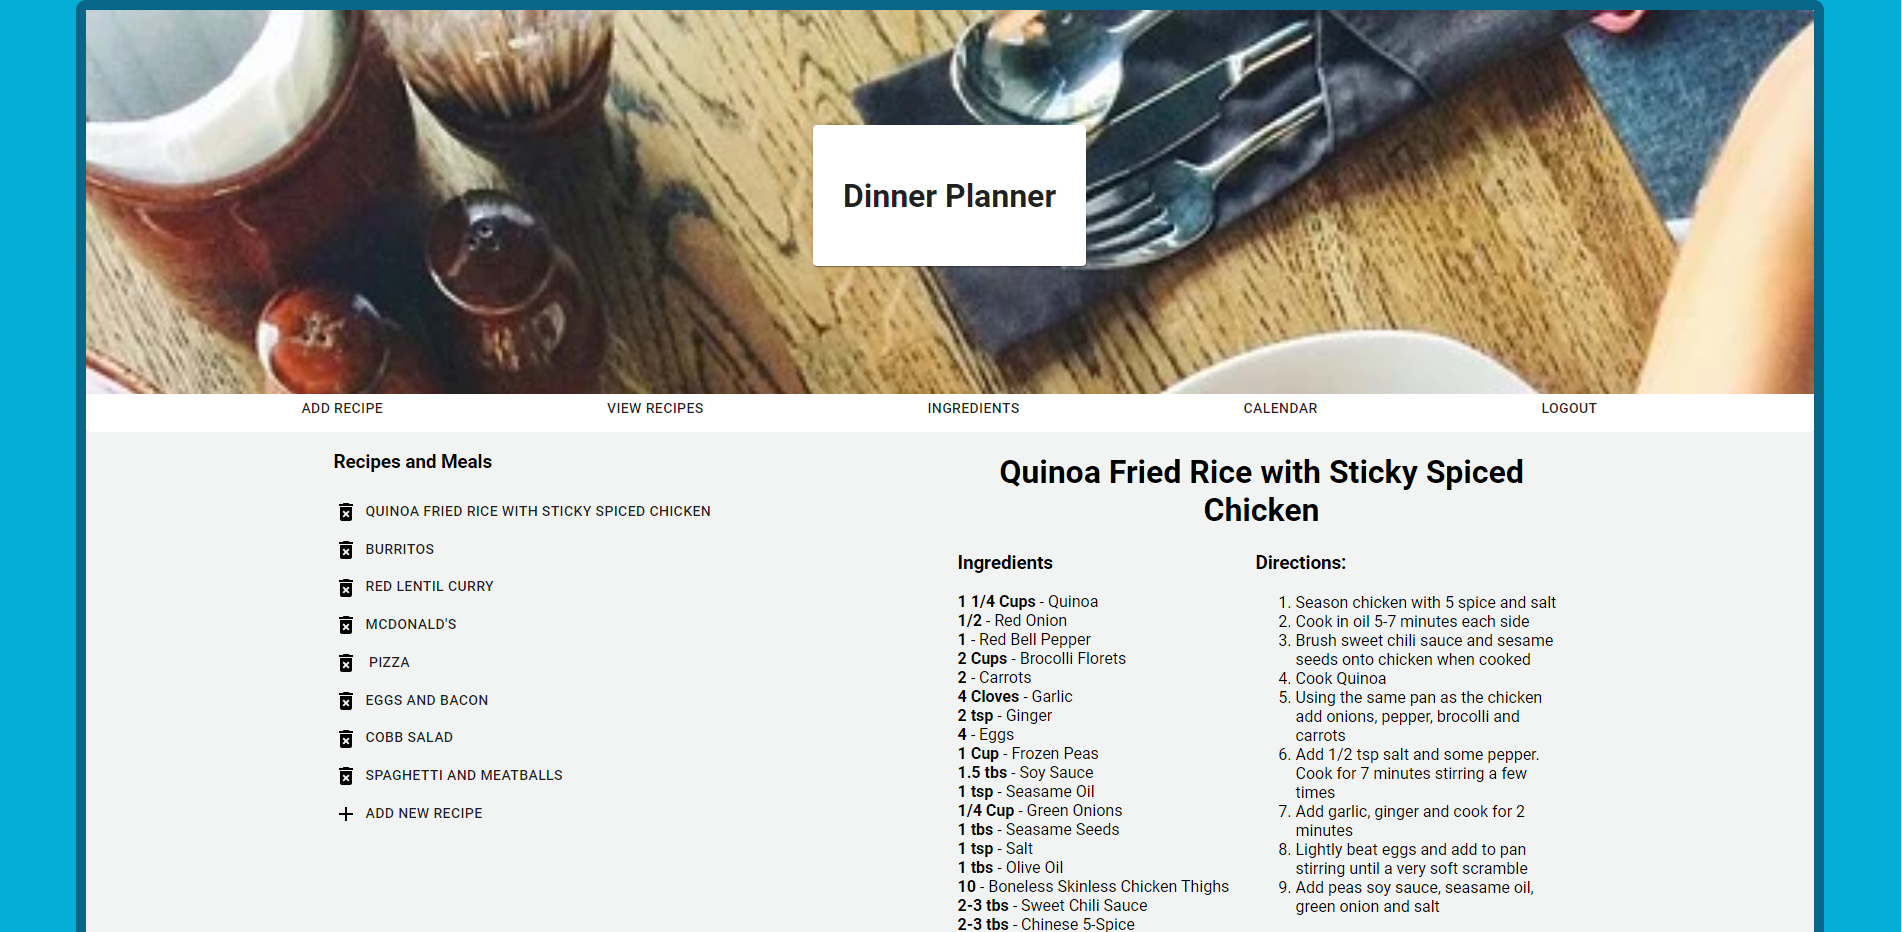 Dinner Planner
ADD RECIPE
VIEW RECIPES
INGREDIENTS
CALENDAR
LOGOUT
Recipes and Meals
QUINOA FRIED RICE WITH STICKY SPICED CHICKEN
BURRITOS
RED LENTIL CURRY
MCDONALD'S
PIZZA
EGGS AND BACON
COBB SALAD
SPAGHETTI AND MEATBALLS
ADD NEW RECIPE
Quinoa Fried Rice with Sticky Spiced
Chicken
Ingredients
1 1/4 Cups - Quinoa
1/2 - Red Onion
1 - Red Bell Pepper
2 Cups - Brocolli Florets
2 - Carrots
4 Cloves - Garlic
2 tsp - Ginger
4 - Eggs
1 Cup - Frozen Peas
1.5 tbs - Soy Sauce
1 tsp - Seasame Oil
1/4 Cup - Green Onions
1 tbs - Seasame Seeds
1 tsp - Salt
1 tbs - Olive Oil
10 - Boneless Skinless Chicken Thighs
2-3 tbs - Sweet Chili Sauce
2-3 tbs - Chinese 5-Spice
Directions:
1. Season chicken with 5 spice and salt
2. Cook in oil 5-7 minutes each side
3. Brush sweet chili sauce and sesame
seeds onto chicken when cooked
4. Cook Quinoa
5. Using the same pan as the chicken
add onions, pepper, brocolli and
carrots
6. Add 1/2 tsp salt and some pepper.
Cook for 7 minutes stirring a few
times
7. Add garlic, ginger and cook for 2
minutes
8. Lightly beat eggs and add to pan
stirring until a very soft scramble
9. Add peas soy sauce, seasame oil,
green onion and salt